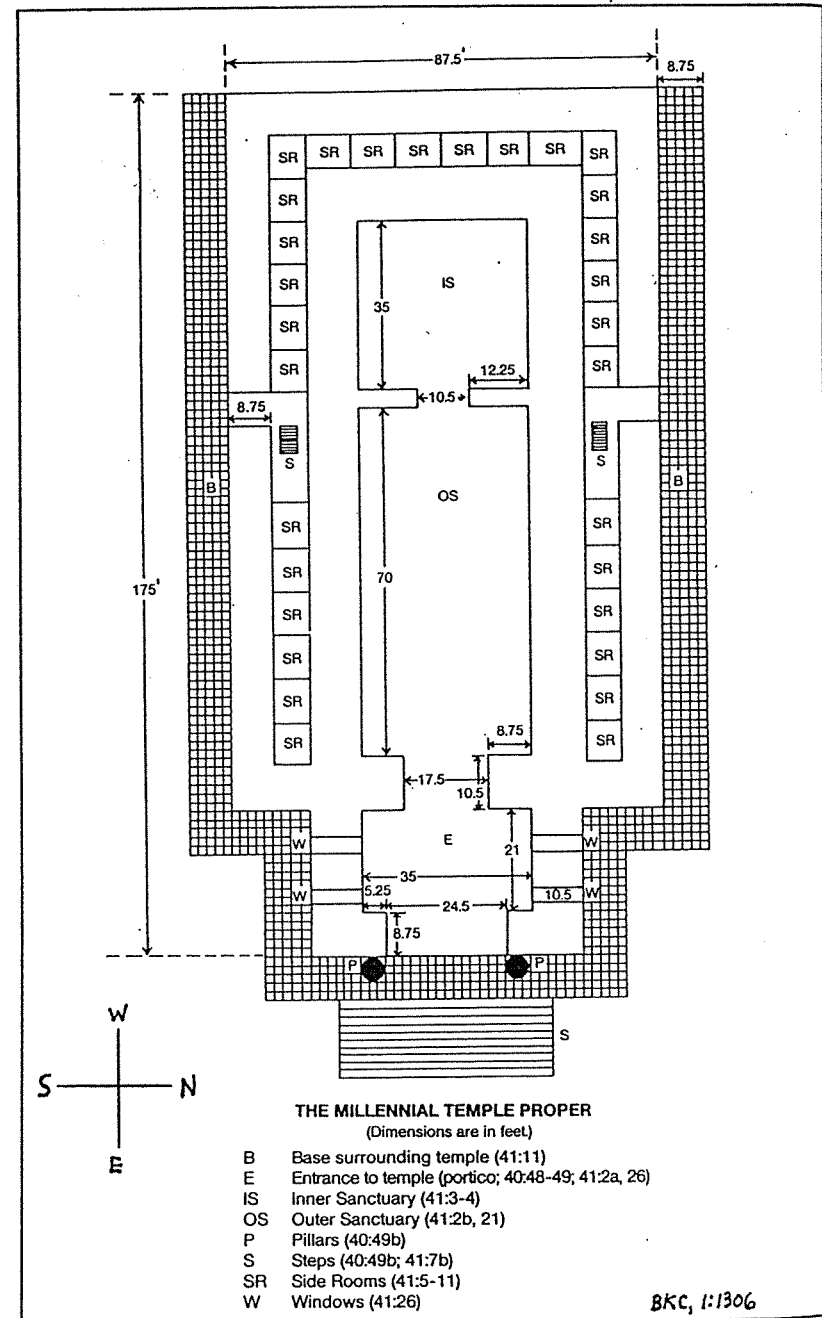 87.5'
8.75
SR SR SR SR SR SR SR SR
SR SR
SR SR
SR IS SR
35
SR SR
SR 12.25 SR
10.5
8.75
S S
B B
OS
SR SR
SR SR
175' 70
SR SR
SR SR
SR SR
8.75
SR SR
17.5
10.5
W E W
21
35
W 5.25 24.5 10.5 W
8.75
P P
S
W
S N
E
THE MILLENNIAL TEMPLE PROPER
(Dimensions are in feet.)
B Base surrounding temple (41:11)
E Entrance to temple (portico; 40:48-49; 41:2a, 26)
IS Inner Sanctuary (41:3-4)
OS Outer Sanctuary (41:2b, 21)
P Pillars (40:49b)
S Steps (40:49b; 41:7b)
SR Side Rooms (41:5-11)
W Windows (41:26)
BKC, 1:1306